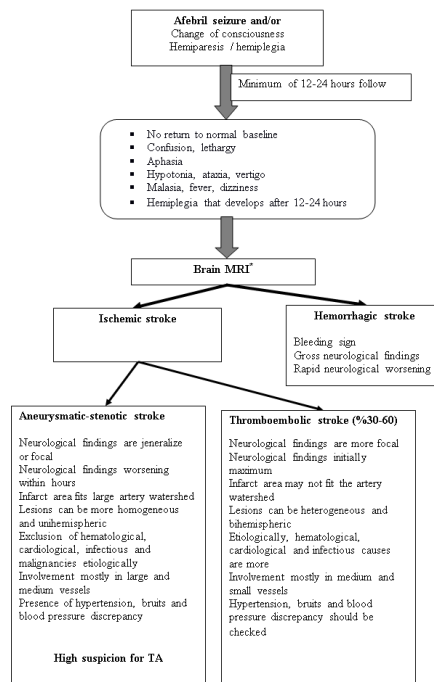 Afebril seizure and/or
Change of consciousness
Hemiparesis / hemiplegia
Minimum of 12-24 hours follow
▪ No return to normal baseline
▪ Confusion, lethargy
▪ Aphasia
▪ Hypotonia, ataxia, vertigo
▪ Malasia, fever, dizziness
▪ Hemiplegia that develops after 12-24 hours
Brain MRI*
Ischemic stroke
Hemorrhagic stroke
Bleeding sign
Gross neurological findings
Rapid neurological worsening
Aneurysmatic-stenotic stroke
Neurological findings are jeneralize
or focal
Neurological findings worsening
within hours
Infarct area fits large artery watershed
Lesions can be more homogeneous
and unihemispheric
Exclusion of hematological,
cardiological, infectious and
malignancies etiologically
Involvement mostly in large and
medium vessels
Presence of hypertension, bruits and
blood pressure discrepancy
High suspicion for TA
Thromboembolic stroke (%30-60)
Neurological findings are more focal
Neurological findings initially
maximum
Infarct area may not fit the artery
watershed
Lesions can be heterogeneous and
bihemispheric
Etiologically, hematological,
cardiological and infectious causes
are more
Involvement mostly in medium and
small vessels
Hypertension, bruits and blood
pressure discrepancy should be
checked